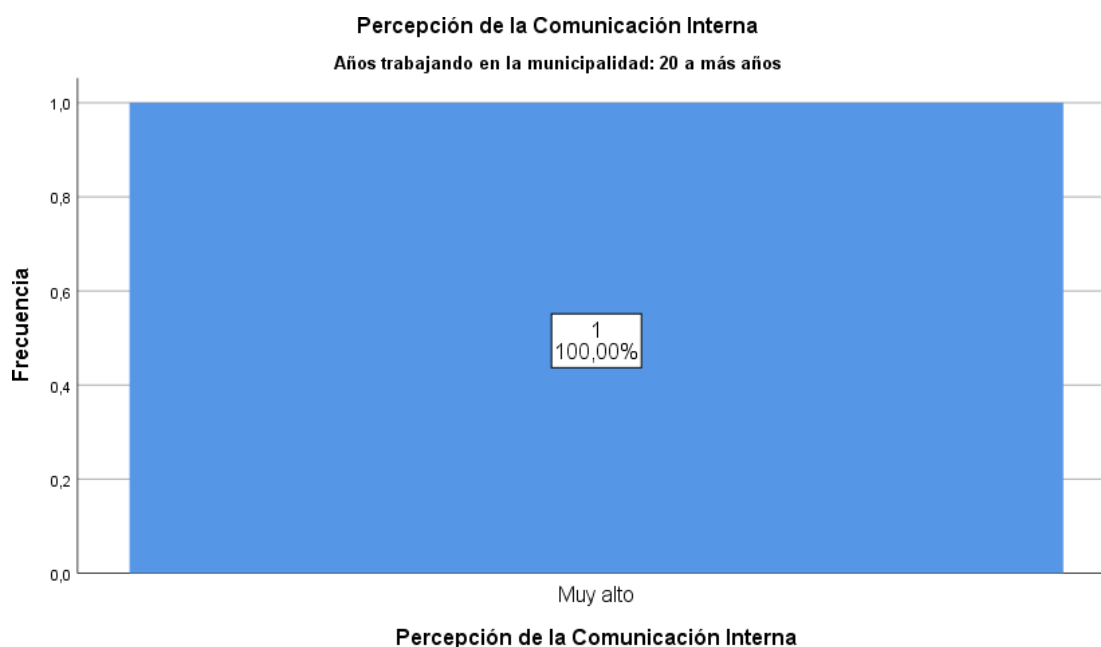 Percepción de la Comunicación Interna
Años trabajando en la municipalidad: 20 a más años
1,0
0,8
0,6
0,4
0,2
0,0
Frecuencia
1
100,00%
Muy alto
Percepción de la Comunicación Interna